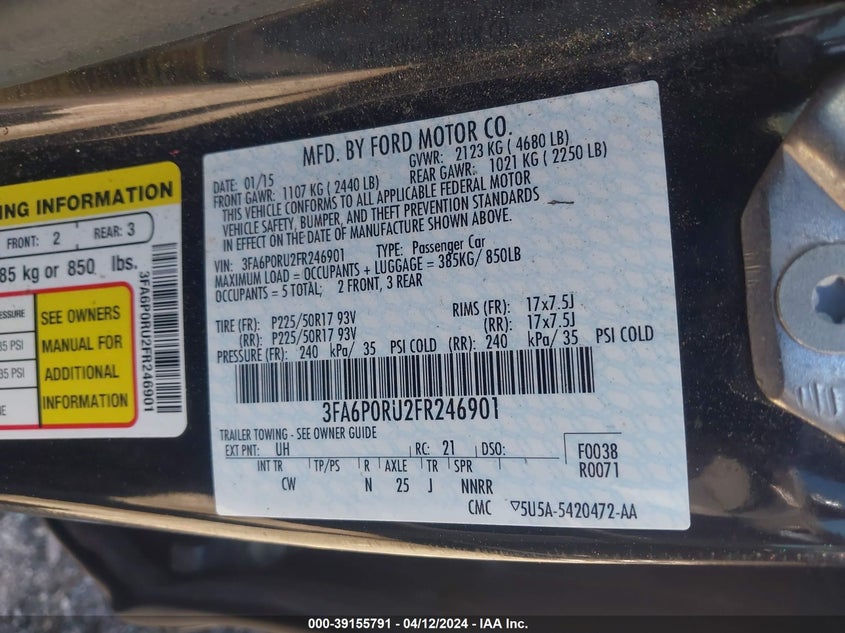 MFD. BY FORD MOTOR CO.
DATE: 01/15
GVWR: 2123 KG ( 4680 LB)
FRONT GAWR: 1107 KG ( 2440 LB)
REAR GAWR: 1021 KG ( 2250 LB)
THIS VEHICLE CONFORMS TO ALL APPLICABLE FEDERAL MOTOR
VEHICLE SAFETY, BUMPER, AND THEFT PREVENTION STANDARDS
IN EFFECT ON THE DATE OF MANUFACTURE SHOWN ABOVE.
VIN: 3FA6P0RU2FR246901 TYPE: Passenger Car
MAXIMUM LOAD = OCCUPANTS + LUGGAGE = 385KG/ 850LB
OCCUPANTS = 5 TOTAL; 2 FRONT, 3 REAR
TIRE (FR): P225/50R17 93V RIMS (FR): 17x7.5J
(RR): P225/50R17 93V (RR): 17x7.5J
PRESSURE (FR): 240 kPa/ 35 PSI COLD (RR): 240 kPa/ 35 PSI COLD
3FA6P0RU2FR246901
TRAILER TOWING - SEE OWNER GUIDE
EXT PNT: UH RC: 21 DSO:
F0038
R0071
INT TR TP/PS R AXLE TR SPR
CW N 25 J NNRR
CMC ▽5U5A-5420472-AA
ING INFORMATION
FRONT: 2 REAR: 3
85 kg or 850 lbs.
ESSURE
35 PSI
35 PSI
NE
SEE OWNERS
MANUAL FOR
ADDITIONAL
INFORMATION
3FA6P0RU2FR246901
000-39155791 - 04/12/2024 - IAA Inc.